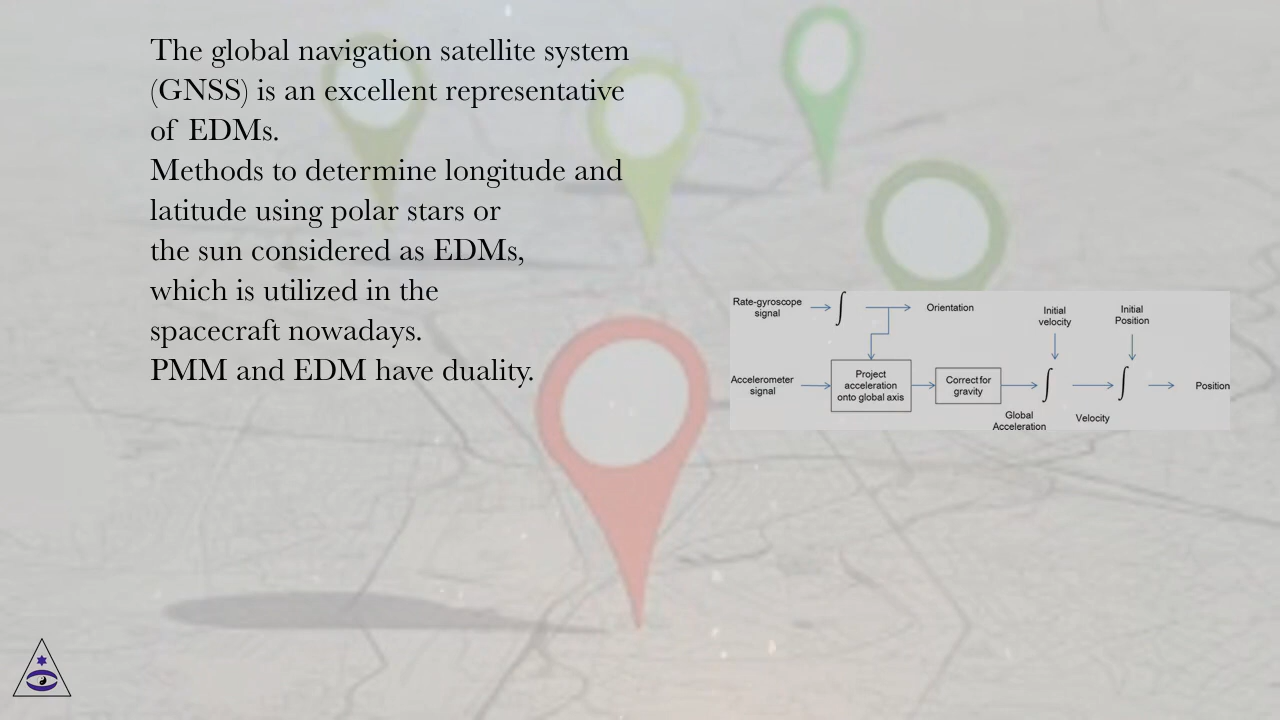 The global navigation satellite system
(GNSS) is an excellent representative
of EDMs.
Methods to determine longitude and
latitude using polar stars or
the sun considered as EDMs,
which is utilized in the
spacecraft nowadays.
PMM and EDM have duality.
Rate-gyroscope
signal
∫
Orientation
Initial
velocity
Initial
Position
Accelerometer
signal
Project
acceleration
onto global axis
Correct for
gravity
∫
Global
Acceleration
Velocity
∫
Position